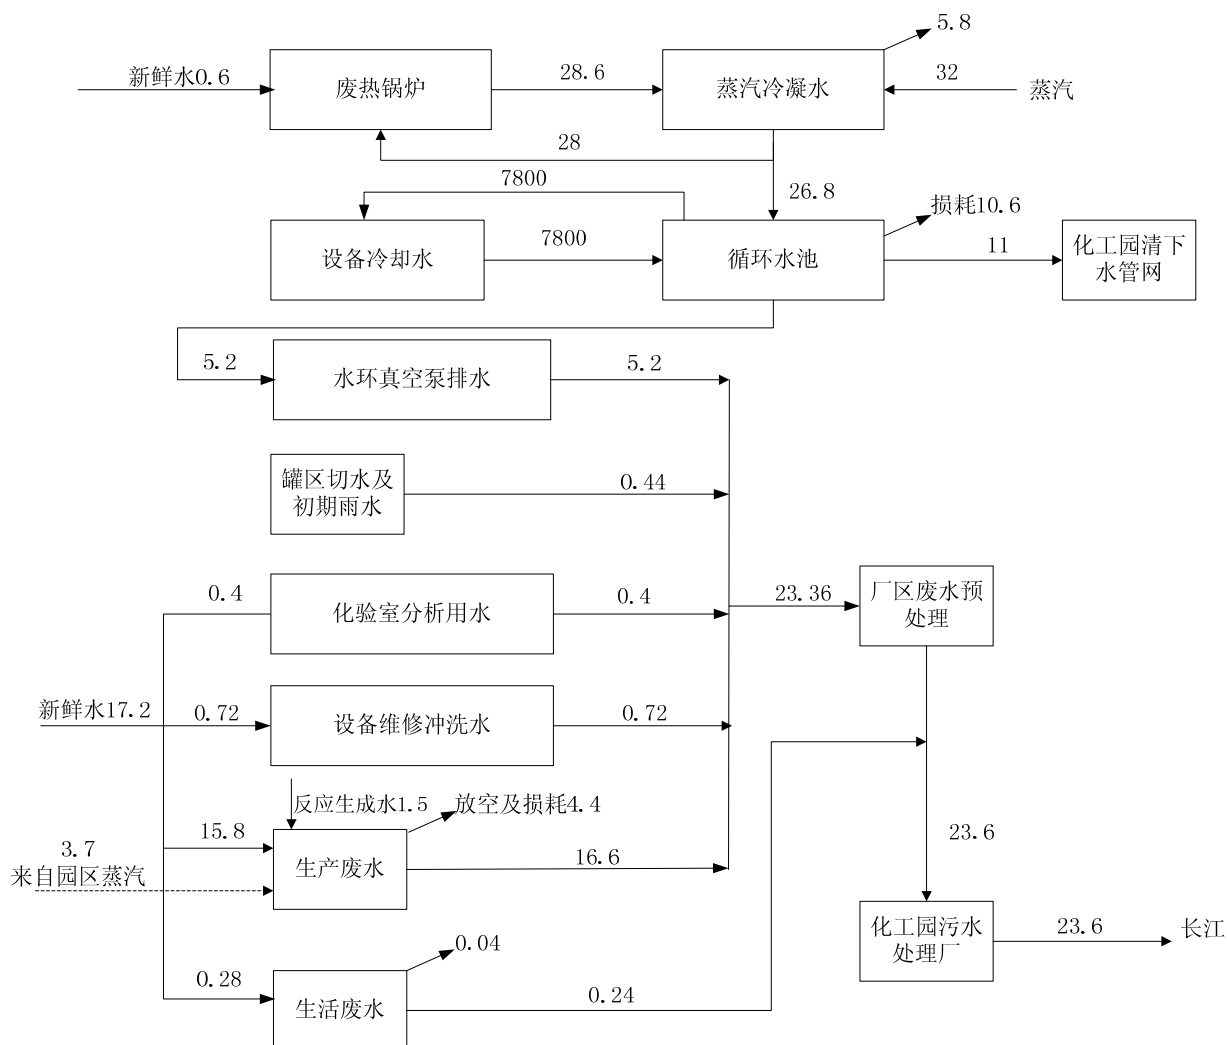 5.8
新鲜水0.6
废热锅炉
28.6
蒸汽冷凝水
32
蒸汽
28
7800
26.8
损耗10.6
设备冷却水
7800
循环水池
11
化工园清下
水管网
5.2
水环真空泵排水
5.2
罐区切水及
初期雨水
0.44
0.4
化验室分析用水
0.4
23.36
厂区废水预
处理
新鲜水17.2
0.72
设备维修冲洗水
0.72
反应生成水1.5
放空及损耗4.4
15.8
3.7
来自园区蒸汽
生产废水
16.6
23.6
0.04
0.28
生活废水
0.24
化工园污水
处理厂
23.6
长江